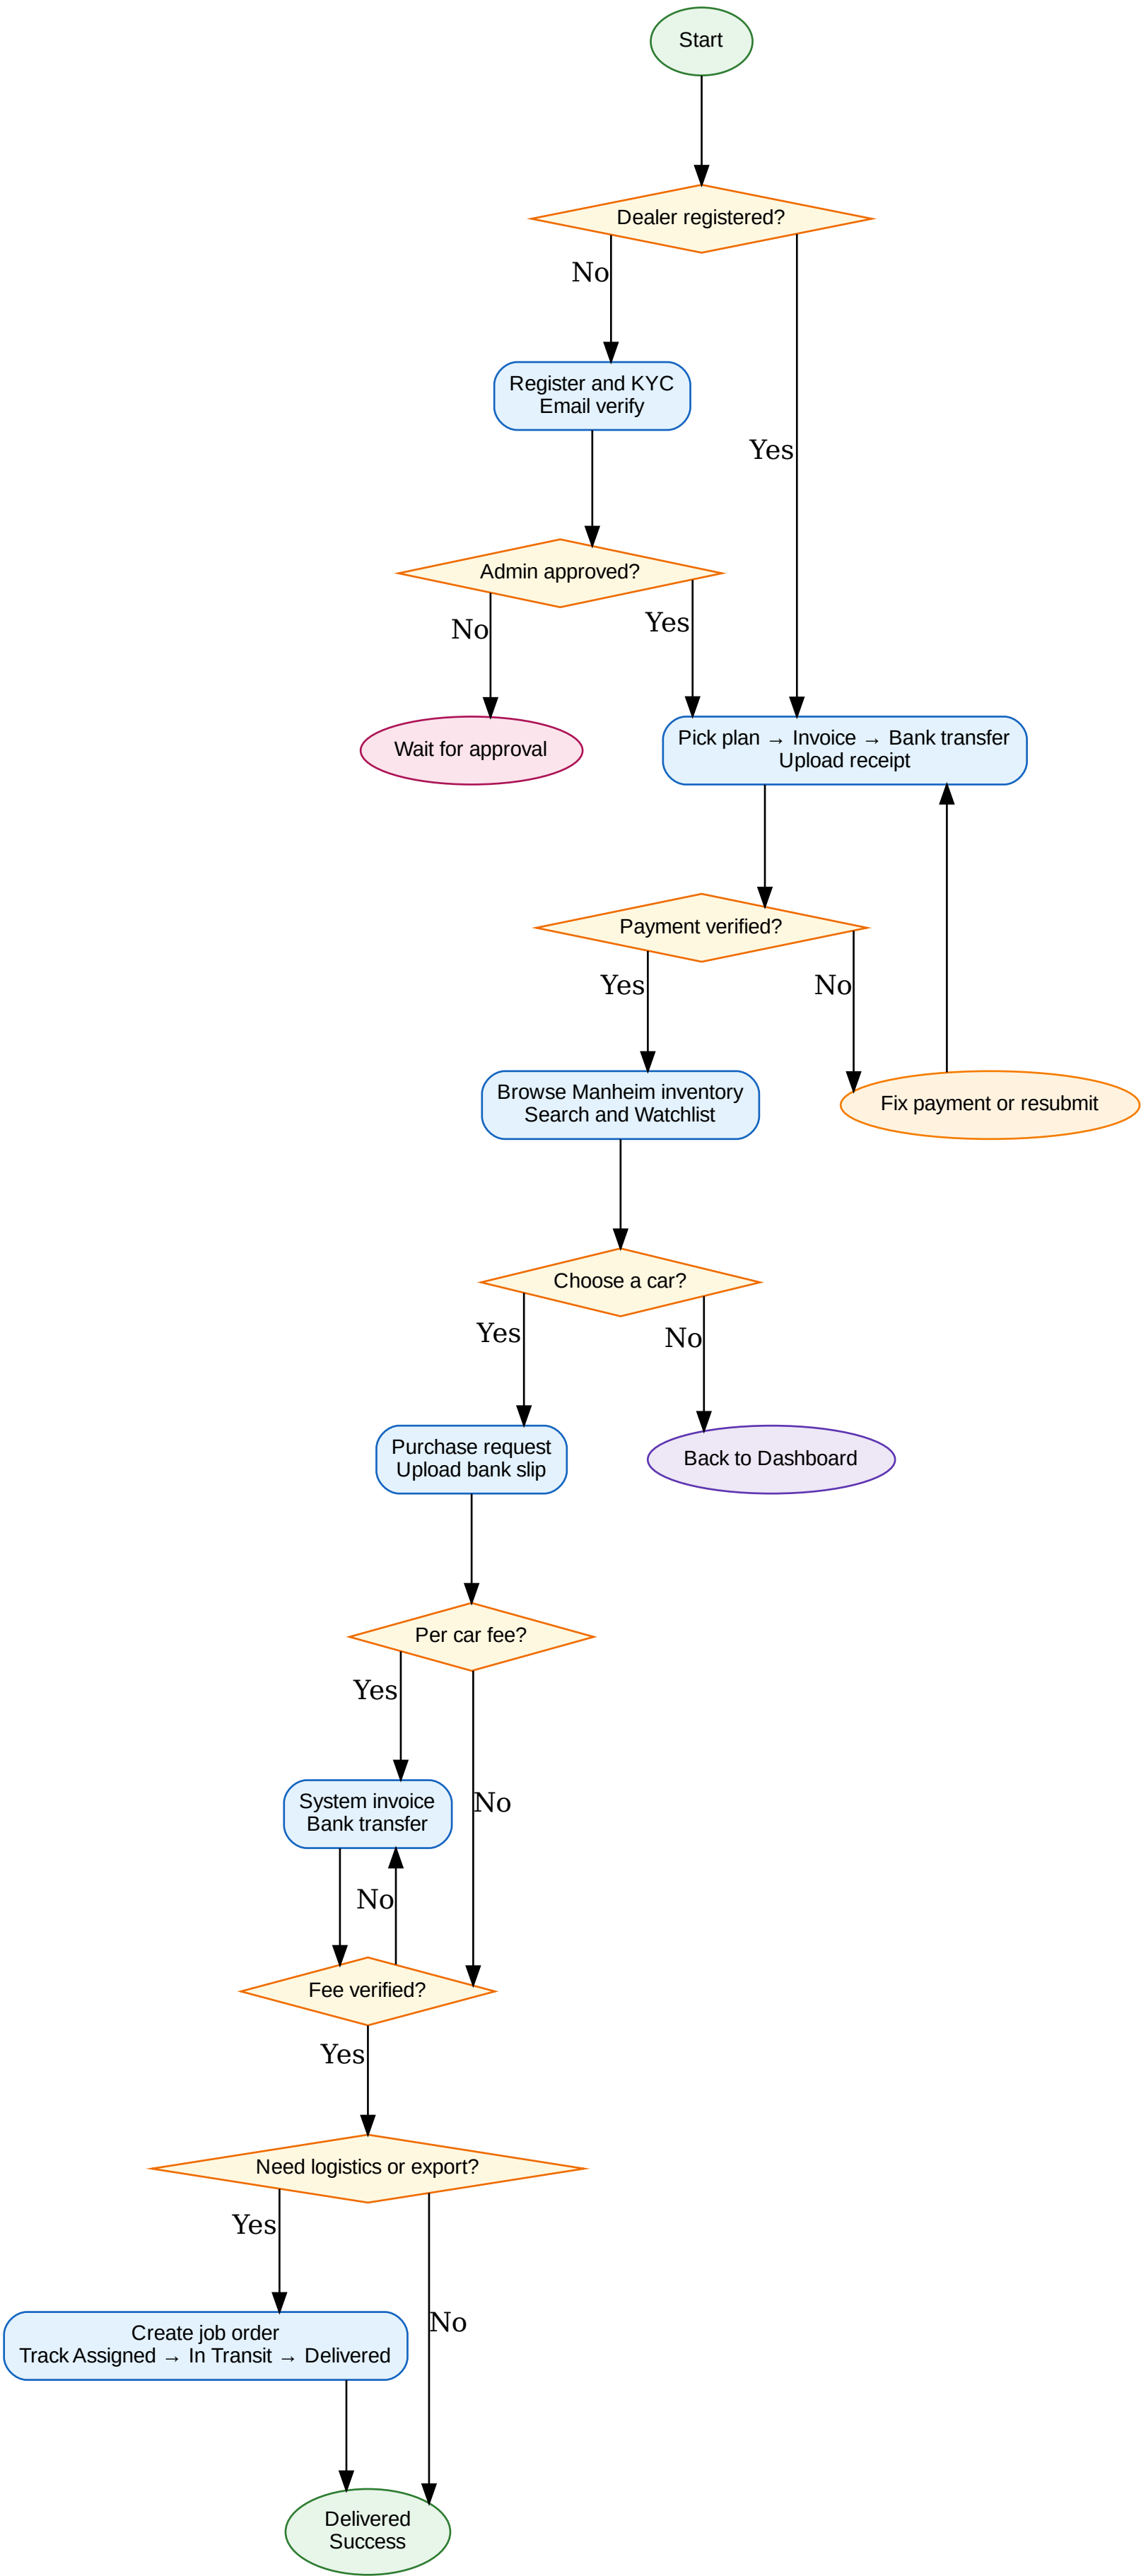 Start
Dealer registered?
No
Register and KYC
Email verify
Yes
Admin approved?
No
Yes
Wait for approval
Pick plan → Invoice → Bank transfer
Upload receipt
Payment verified?
Yes
No
Browse Manheim inventory
Search and Watchlist
Fix payment or resubmit
Choose a car?
Yes
No
Purchase request
Upload bank slip
Back to Dashboard
Per car fee?
Yes
System invoice
Bank transfer
No
No
Fee verified?
Yes
Need logistics or export?
Yes
No
Create job order
Track Assigned → In Transit → Delivered
Delivered
Success